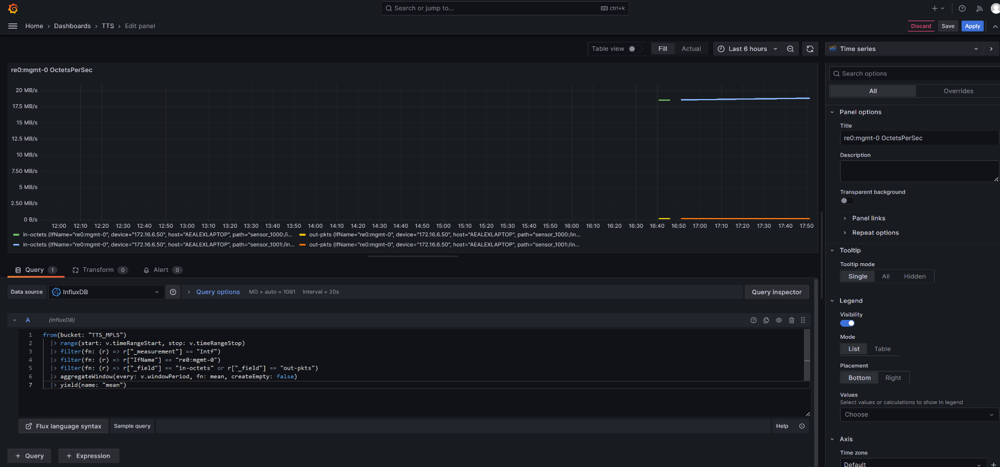 Search or jump to...
ctrl+k
Home › Dashboards › TTS › Edit panel
Discard
Save
Apply
Table view
Fill
Actual
Last 6 hours
Time series
re0:mgmt-0 OctetsPerSec
20 MB/s
17.5 MB/s
15 MB/s
12.5 MB/s
10 MB/s
7.50 MB/s
5 MB/s
2.50 MB/s
0 B/s
12:00 12:10 12:20 12:30 12:40 12:50 13:00 13:10 13:20 13:30 13:40 13:50 14:00 14:10 14:20 14:30 14:40 14:50 15:00 15:10 15:20 15:30 15:40 15:50 16:00 16:10 16:20 16:30 16:40 16:50 17:00 17:10 17:20 17:30 17:40 17:50
in-octets {IfName="re0:mgmt-0", device="172.16.6.50", host="AEALEXLAPTOP", path="sensor_1000:/i...
out-pkts {IfName="re0:mgmt-0", device="172.16.6.50", host="AEALEXLAPTOP", path="sensor_1000:/in...
in-octets {IfName="re0:mgmt-0", device="172.16.6.50", host="AEALEXLAPTOP", path="sensor_1001:/in...
out-pkts {IfName="re0:mgmt-0", device="172.16.6.50", host="AEALEXLAPTOP", path="sensor_1001:/in...
Query 1
Transform 0
Alert 0
Data source
InfluxDB
Query options
MD = auto = 1091
Interval = 20s
Query inspector
A
(InfluxDB)
1 from(bucket: "TTS_MPLS")
2 |> range(start: v.timeRangeStart, stop: v.timeRangeStop)
3 |> filter(fn: (r) => r["_measurement"] == "Intf")
4 |> filter(fn: (r) => r["IfName"] == "re0:mgmt-0")
5 |> filter(fn: (r) => r["_field"] == "in-octets" or r["_field"] == "out-pkts")
6 |> aggregateWindow(every: v.windowPeriod, fn: mean, createEmpty: false)
7 |> yield(name: "mean")
Flux language syntax
Sample query
Help
+ Query
+ Expression
Search options
All
Overrides
Panel options
Title
re0:mgmt-0 OctetsPerSec
Description
Transparent background
Panel links
Repeat options
Tooltip
Tooltip mode
Single
All
Hidden
Legend
Visibility
Mode
List
Table
Placement
Bottom
Right
Values
Select values or calculations to show in legend
Choose
Axis
Time zone
Default